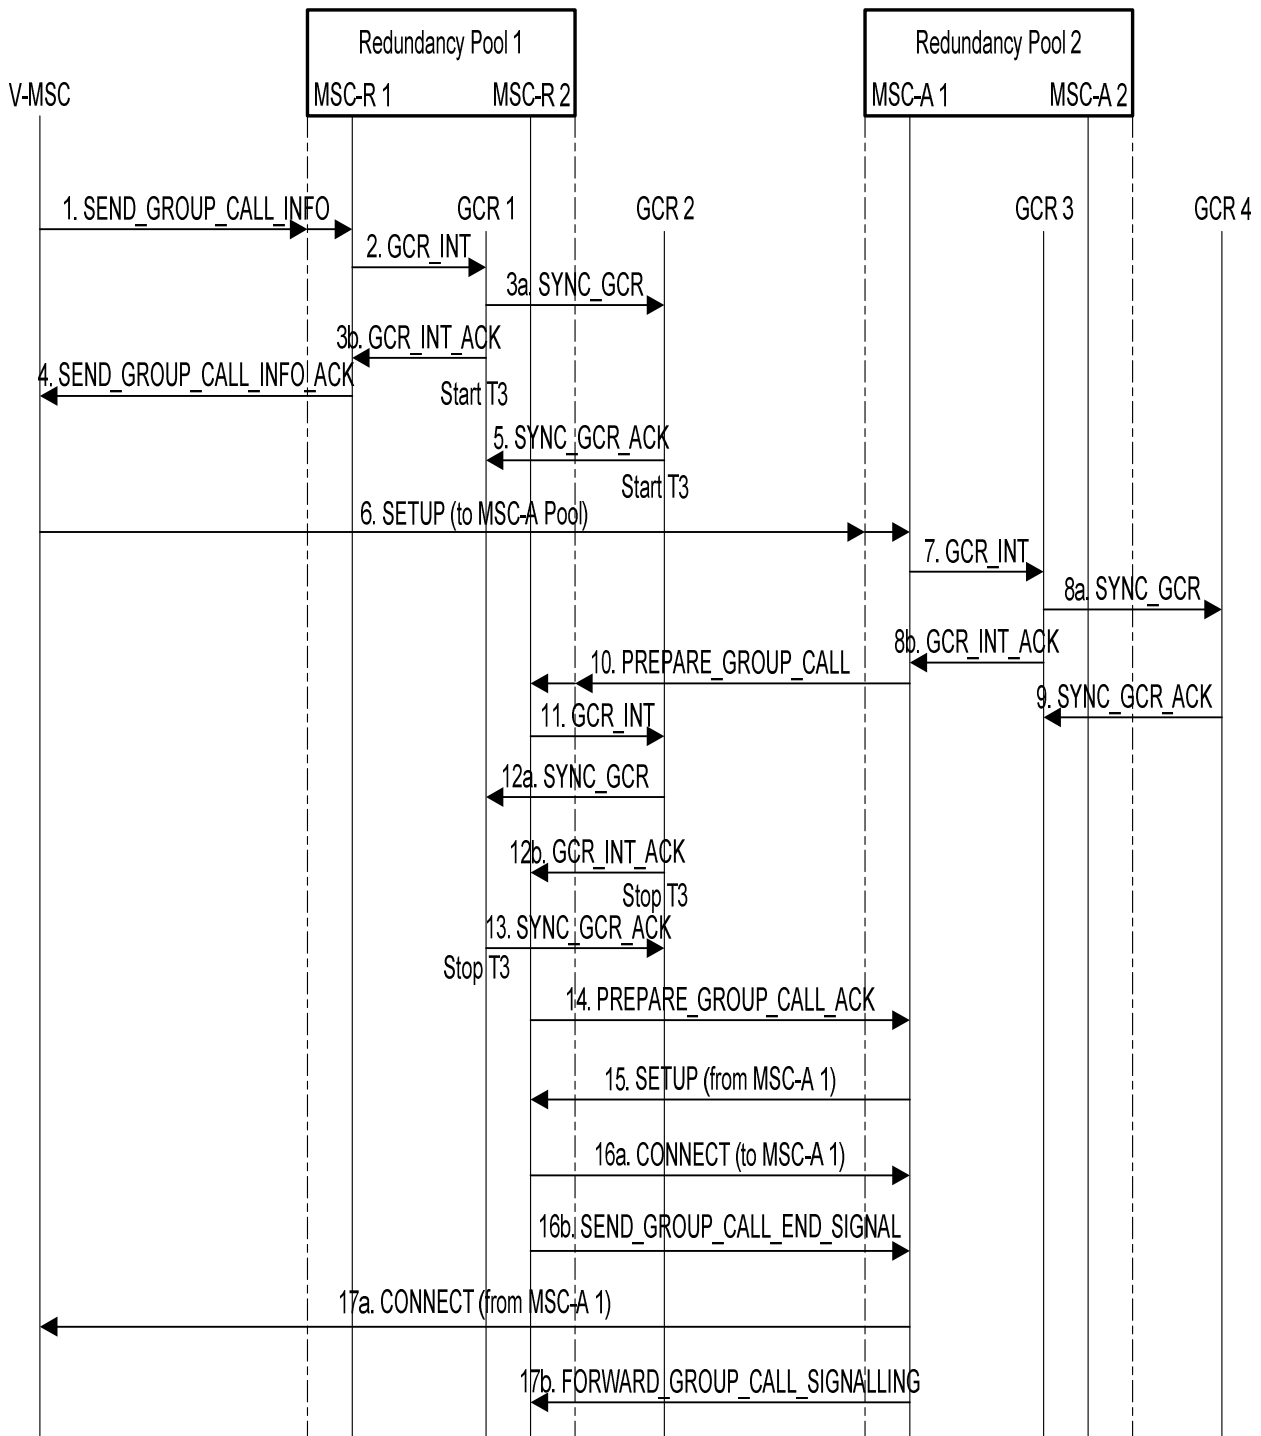 Redundancy Pool 1
Redundancy Pool 2
V-MSC
MSC-R 1
MSC-R 2
MSC-A 1
MSC-A 2
1. SEND_GROUP_CALL_INFO
GCR 1
GCR 2
GCR 3
GCR 4
2. GCR_INT
3a. SYNC_GCR
3b. GCR_INT_ACK
4. SEND_GROUP_CALL_INFO_ACK
Start T3
5. SYNC_GCR_ACK
Start T3
6. SETUP (to MSC-A Pool)
7. GCR_INT
8a. SYNC_GCR
8b. GCR_INT_ACK
10. PREPARE_GROUP_CALL
9. SYNC_GCR_ACK
11. GCR_INT
12a. SYNC_GCR
12b. GCR_INT_ACK
Stop T3
13. SYNC_GCR_ACK
Stop T3
14. PREPARE_GROUP_CALL_ACK
15. SETUP (from MSC-A 1)
16a. CONNECT (to MSC-A 1)
16b. SEND_GROUP_CALL_END_SIGNAL
17a. CONNECT (from MSC-A 1)
17b. FORWARD_GROUP_CALL_SIGNALLING